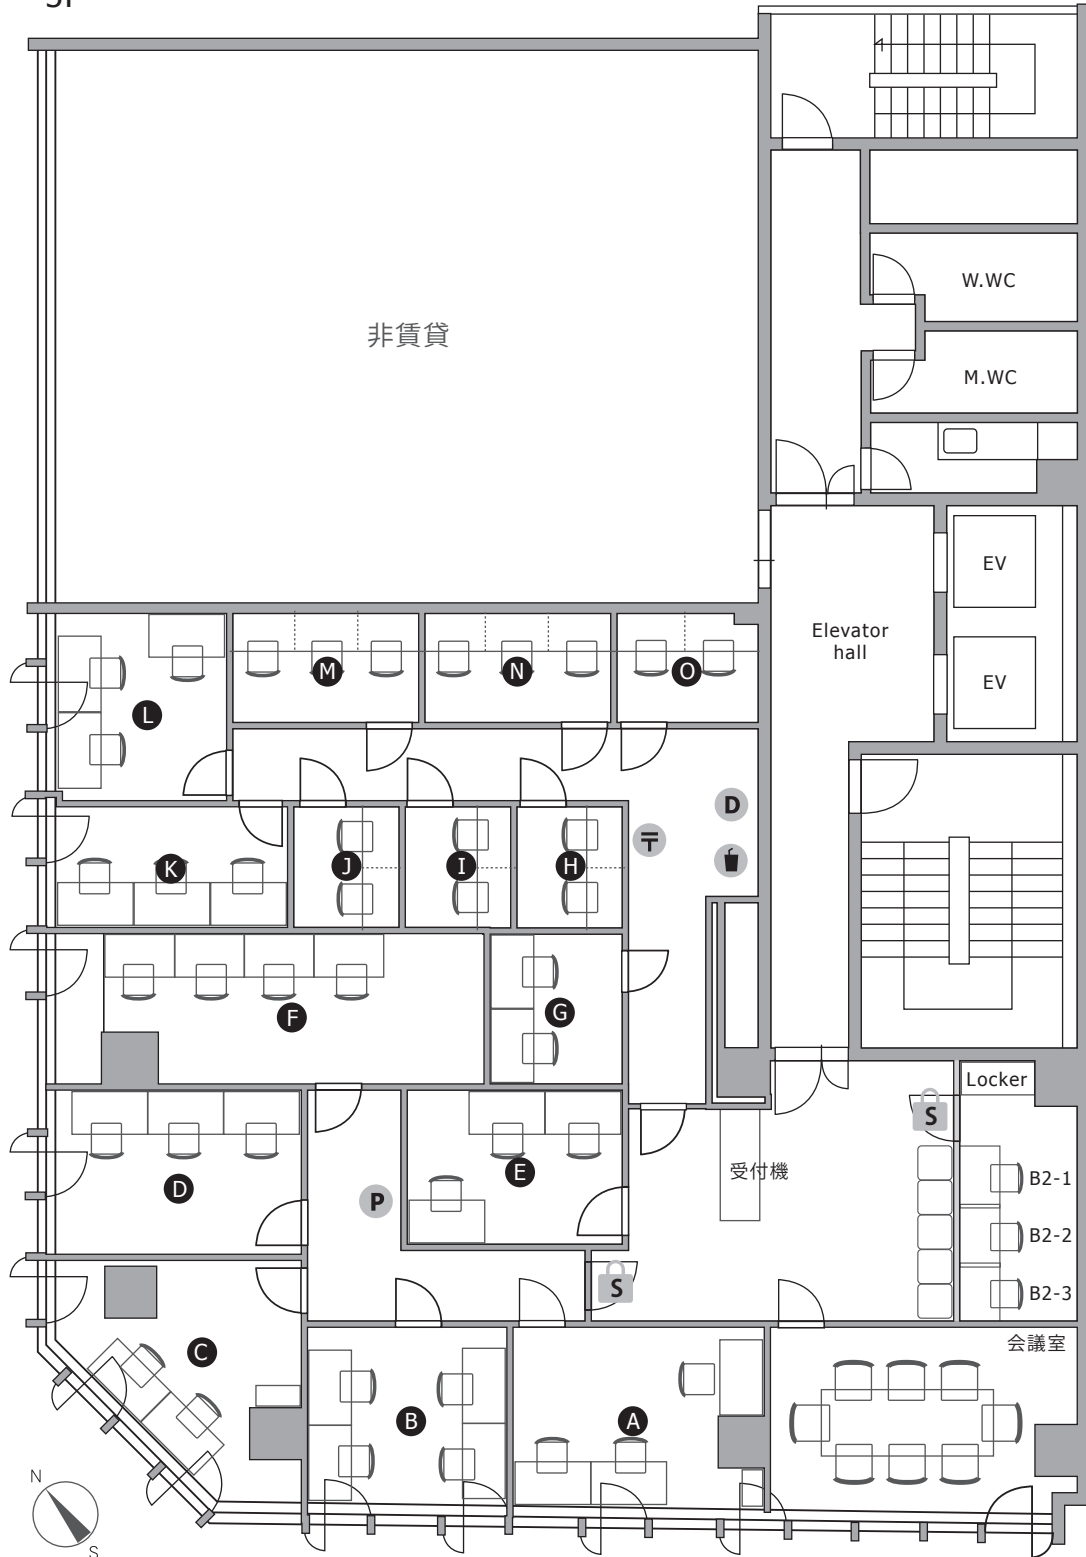 W.WC
非賃貸
M.WC
EV
Elevator
hall
EV
M
N
O
L
D
〒
K
J
I
H
G
F
Locker
S
受付機
B2-1
E
D
P
B2-2
S
B2-3
会議室
C
B
A
N
S